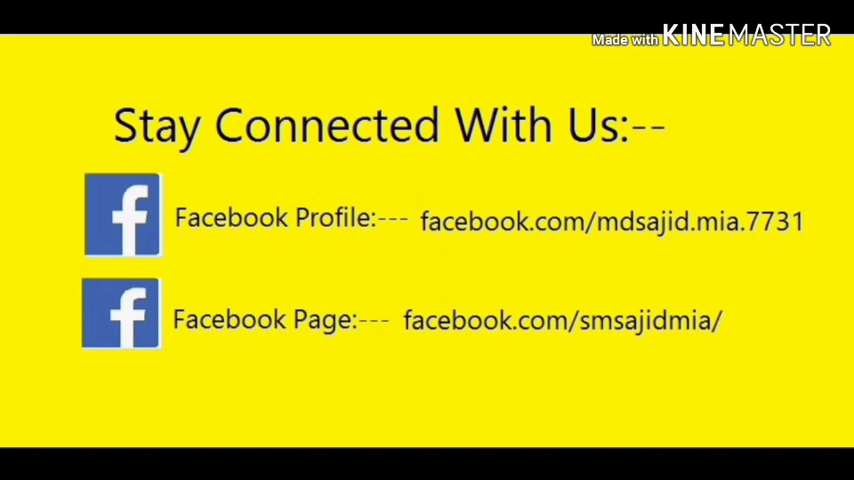 Made with KINEMASTER
Stay Connected With Us:--
Facebook Profile:--- facebook.com/mdsajid.mia.7731
Facebook Page:--- facebook.com/smsajidmia/